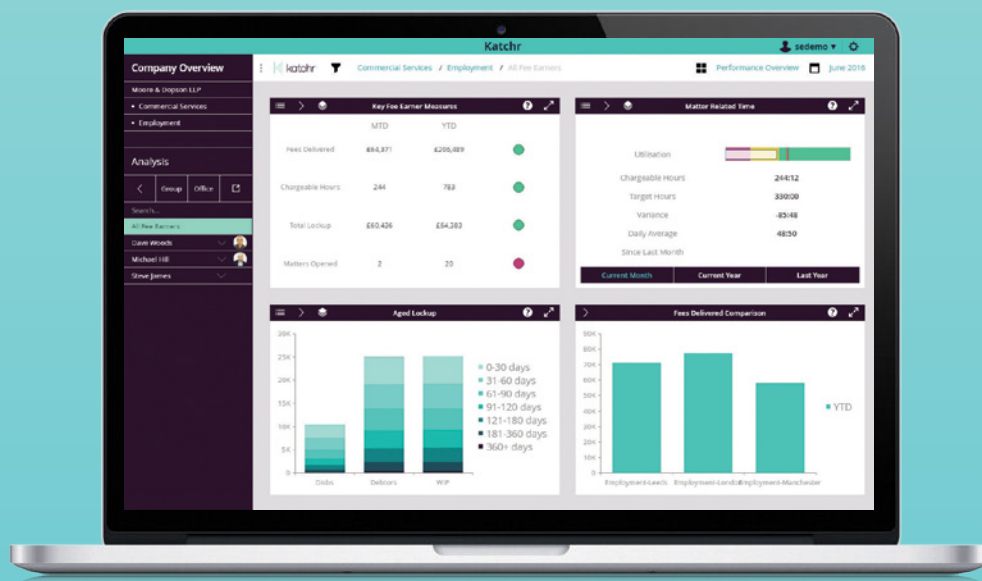 Katchr
sedemo
Company Overview
katchr
Commercial Services / Employment / All Fee Earners
Performance Overview
June 2016
Moore & Dopson LLP
Commercial Services
Employment
Analysis
Group
Office
Search...
All Fee Earners
Dave Woods
Michael Hill
Steve James
Key Fee Earner Measures
MTD YTD
Fees Delivered £64,371
Chargeable Hours 244 783
Total Lockup £60,436
Matters Opened 2 20
Matter Related Time
Utilisation
Chargeable Hours 244:12
Target Hours 330:00
Variance -85:48
Daily Average 48:50
Since Last Month
Current Month Current Year Last Year
Aged Lockup
30K
25K
20K
15K
10K
5K
0
Disbs Debtors WIP
0-30 days
31-60 days
61-90 days
91-120 days
121-180 days
181-360 days
360+ days
Fees Delivered Comparison
90K
80K
70K
60K
50K
40K
30K
20K
10K
0
Employment-Leeds Employment-London Employment-Manchester
YTD